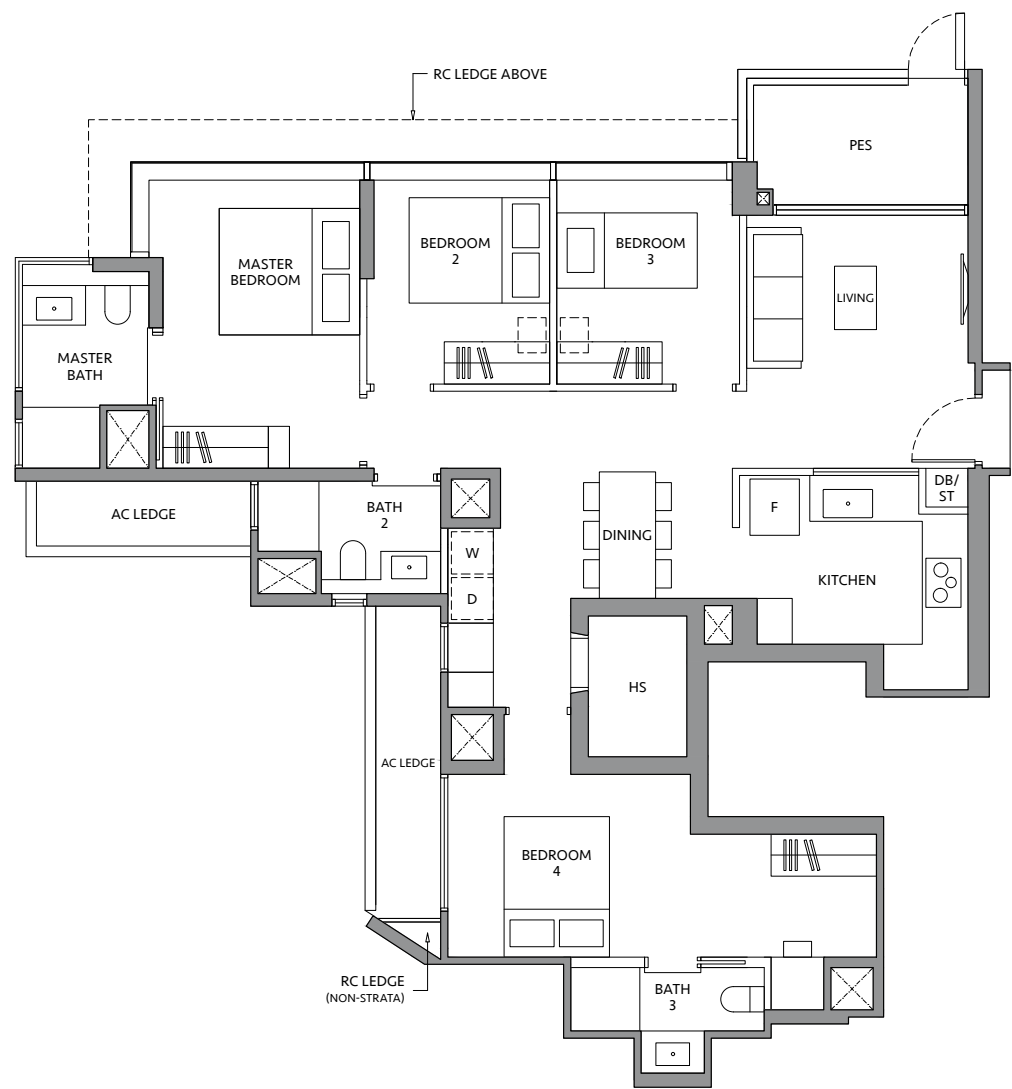 RC LEDGE ABOVE
PES
MASTER
BEDROOM
BEDROOM
2
BEDROOM
3
LIVING
MASTER
BATH
AC LEDGE
BATH
2
W
D
DINING
F
DB/
ST
KITCHEN
HS
AC LEDGE
BEDROOM
4
RC LEDGE
(NON-STRATA)
BATH
3